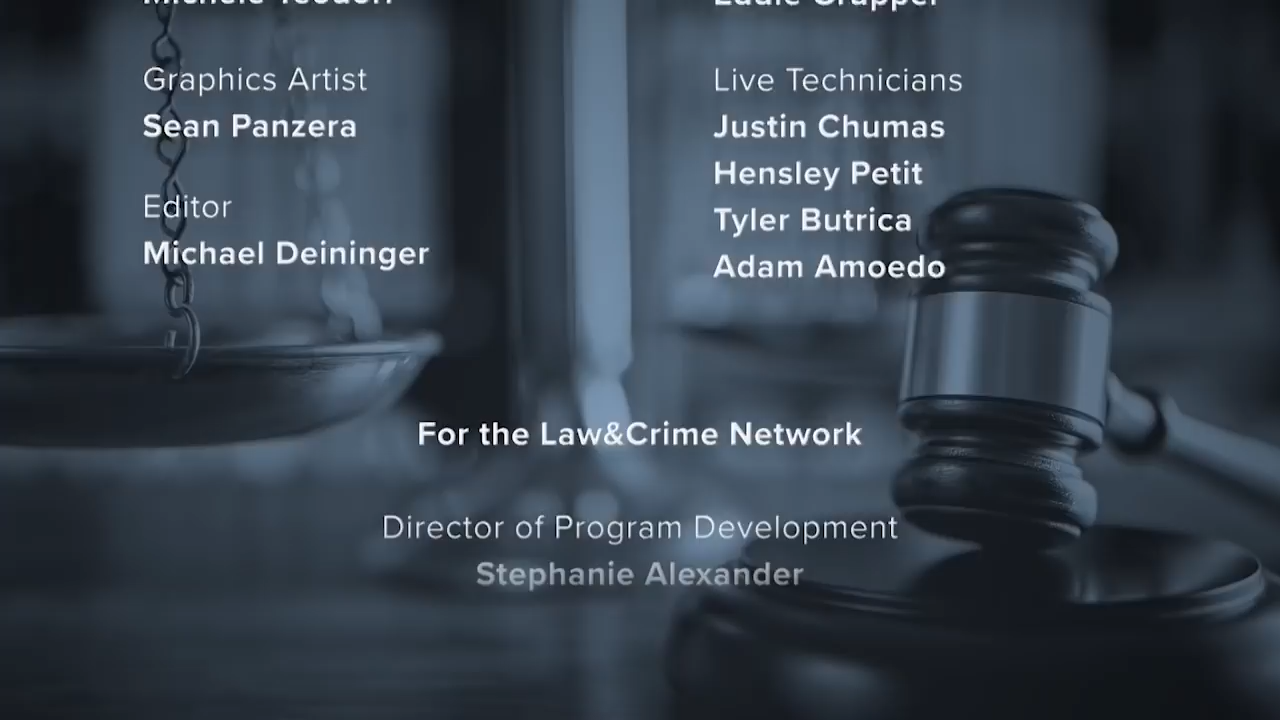 Graphics Artist
Sean Panzera
Editor
Michael Deininger
Live Technicians
Justin Chumas
Hensley Petit
Tyler Butrica
Adam Amoedo
For the Law&Crime Network
Director of Program Development
Stephanie Alexander